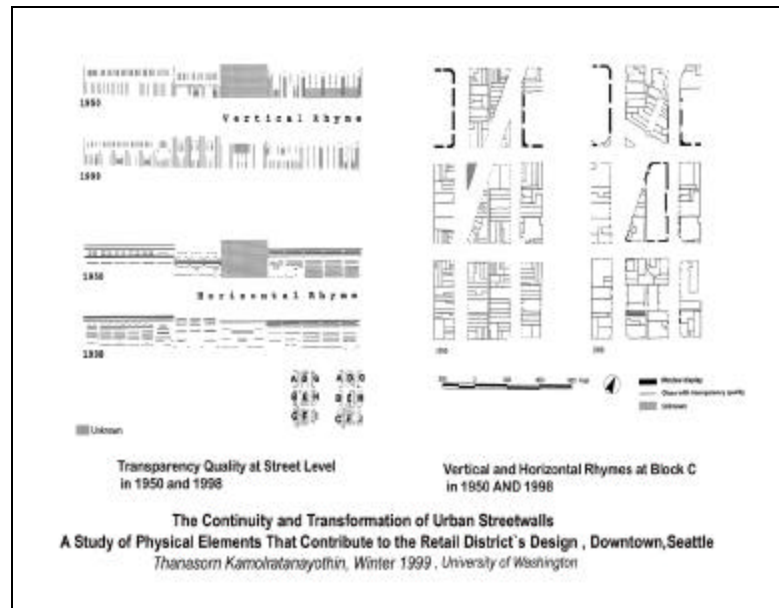 1950
Vertical Rhyme
1990
1950
Horizontal Rhyme
1990
A D G
B E H
C F I
A D G
B E H
C F J
Unknown
Window display
Glass with transparency quality
Unknown
Transparency Quality at Street Level
in 1950 and 1998
Vertical and Horizontal Rhymes at Block C
in 1950 AND 1998
The Continuity and Transformation of Urban Streetwalls
A Study of Physical Elements That Contribute to the Retail District`s Design , Downtown,Seattle
Thanasorn Kamolratanayothin, Winter 1999 , University of Washington